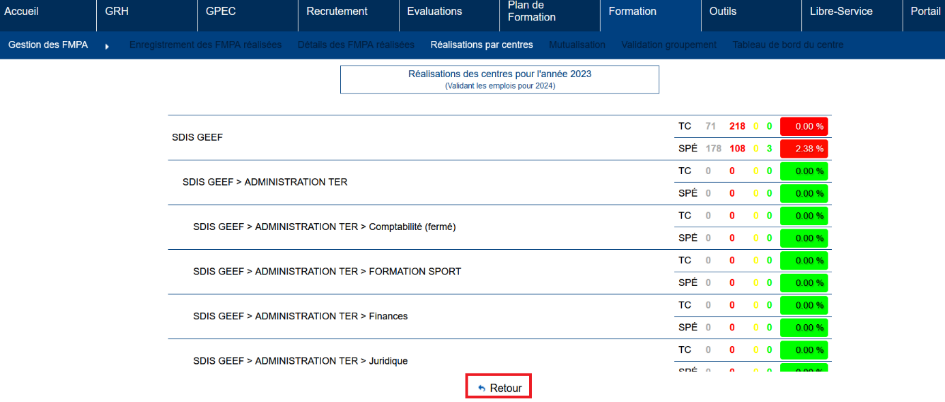 Accueil GRH GPEC Recrutement Evaluations Plan de Formation Formation Outils Libre-Service Portail
Gestion des FMPA Enregistrement des FMPA réalisées Détails des FMPA réalisées Réalisations par centres Mutualisation Validation groupement Tableau de bord du centre
Réalisations des centres pour l'année 2023
(Validant les emplois pour 2024)
SDIS GEEF
TC 71 218 0 0 0.00 %
SPÉ 178 108 0 3 2.38 %
SDIS GEEF > ADMINISTRATION TER
TC 0 0 0 0 0.00 %
SPÉ 0 0 0 0 0.00 %
SDIS GEEF > ADMINISTRATION TER > Comptabilité (fermé)
TC 0 0 0 0 0.00 %
SPÉ 0 0 0 0 0.00 %
SDIS GEEF > ADMINISTRATION TER > FORMATION SPORT
TC 0 0 0 0 0.00 %
SPÉ 0 0 0 0 0.00 %
SDIS GEEF > ADMINISTRATION TER > Finances
TC 0 0 0 0 0.00 %
SPÉ 0 0 0 0 0.00 %
SDIS GEEF > ADMINISTRATION TER > Juridique
TC 0 0 0 0 0.00 %
SPÉ 0 0 0 0 0.00 %
Retour